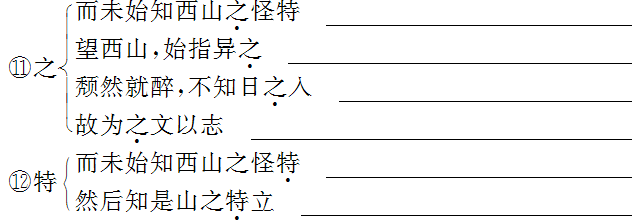 ⑪之
而未始知西山之怪特
望西山,始指异之
颓然就醉,不知日之入
故为之文以志
⑫特
而未始知西山之怪特
然后知是山之特立